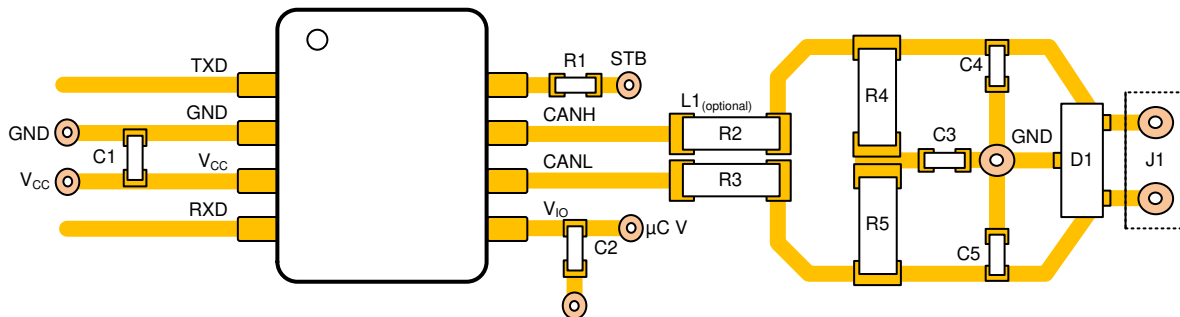 TXD
R1
STB
L1(optional)
R4
C4
GND
GND
CANH
R2
C3
GND
J1
C1
D1
VCC
VCC
CANL
R3
RXD
VIO
µC V
C2
R5
C5